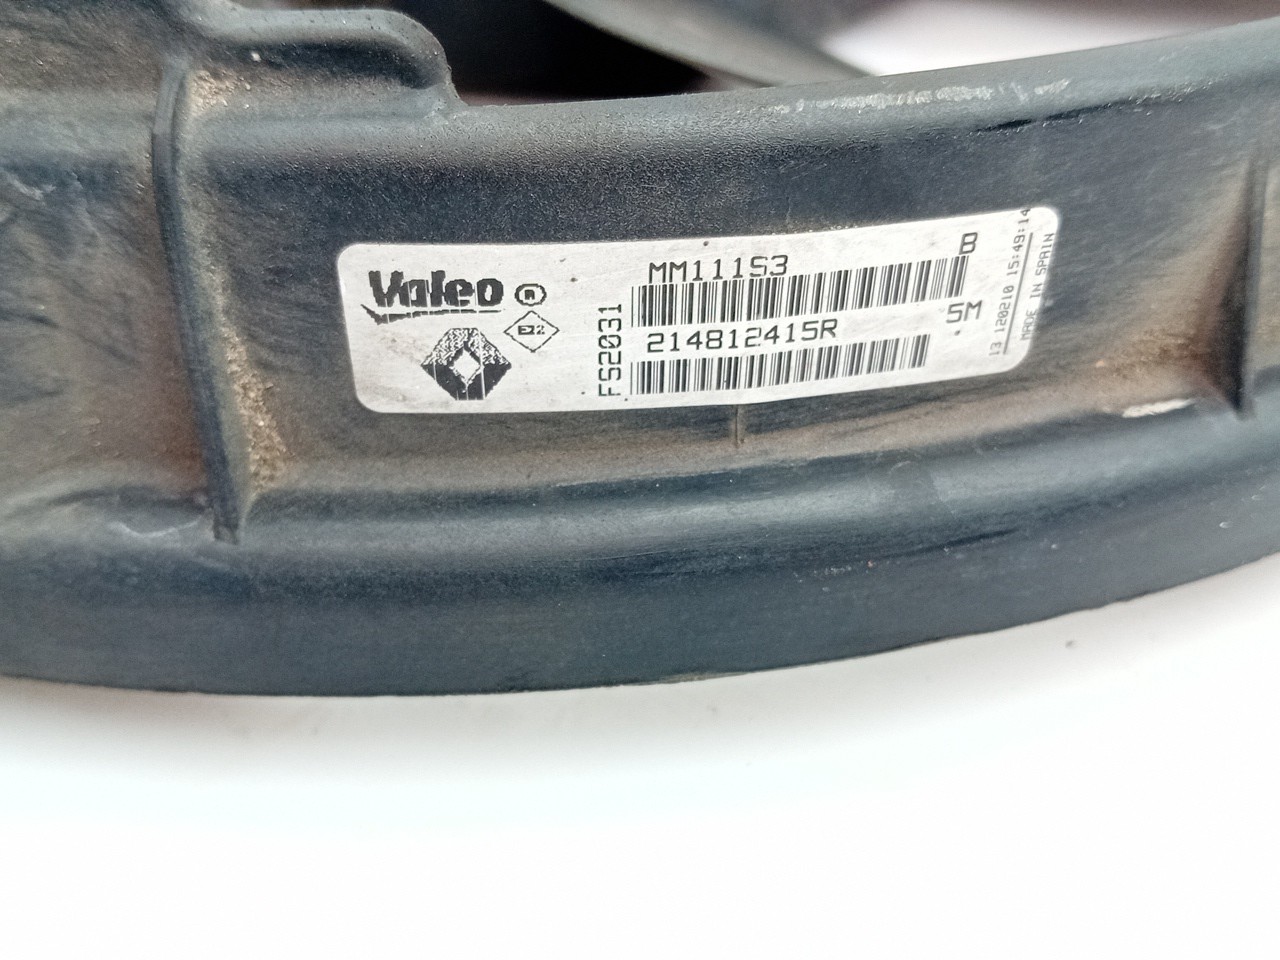 Valeo ®
E2
FS2031
MM111S3
B
214812415R
5M
13 120210 15:49:14
MADE IN SPAIN